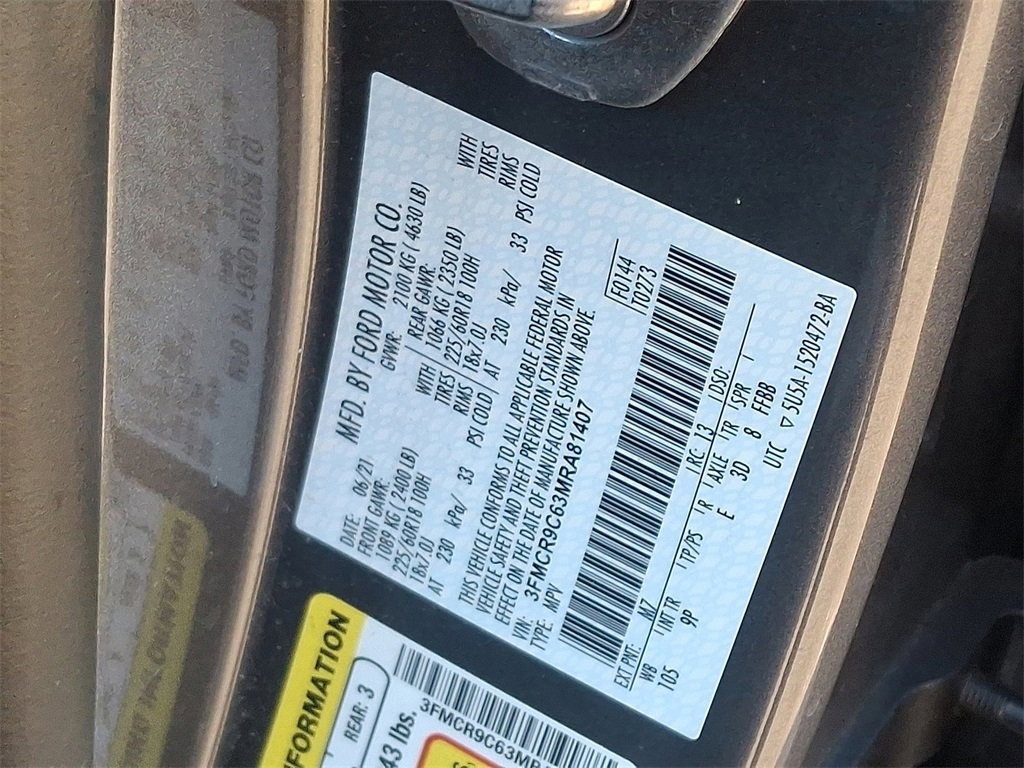 MFD. BY FORD MOTOR CO.
DATE: 06/21 GVWR: 2100 KG ( 4630 LB)
FRONT GAWR: REAR GAWR:
1089 KG ( 2400 LB) WITH 1066 KG ( 2350 LB) WITH
225/60R18 100H TIRES 225/60R18 100H TIRES
18x7.0J RIMS 18x7.0J RIMS
AT 230 kPa/ 33 PSI COLD AT 230 kPa/ 33 PSI COLD
THIS VEHICLE CONFORMS TO ALL APPLICABLE FEDERAL MOTOR
VEHICLE SAFETY AND THEFT PREVENTION STANDARDS IN
EFFECT ON THE DATE OF MANUFACTURE SHOWN ABOVE.
VIN: 3FMCR9C63MRA81407
TYPE: MPV
F0144
T0273
EXT PNT: MZ RC: 13 DSO:
WB INT TR TP/PS R AXLE TR SPR
105 9P E 3D 8 FFBB
UTC ▽ 5U5A-1520472-BA
FORMATION
REAR: 3
43 lbs.
3FMCR9C63MR